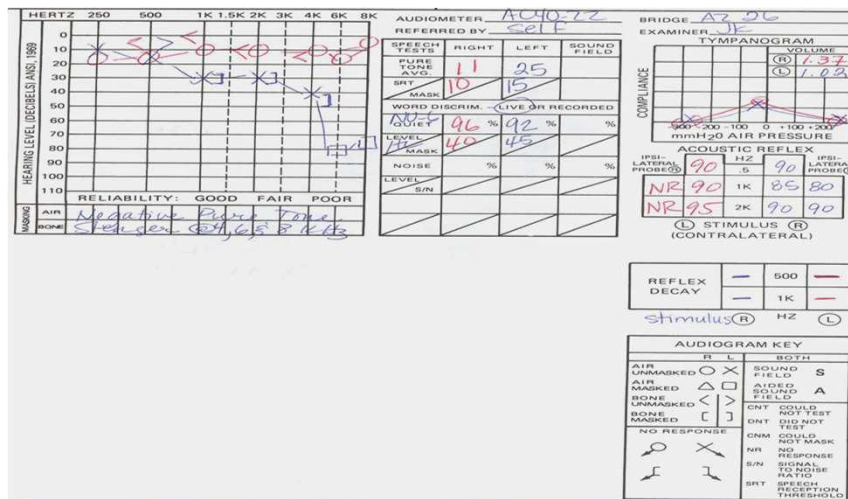 HERTZ 250 500 1K 1.5K 2K 3K 4K 6K 8K
HEARING LEVEL (DECIBELS) ANSI, 1969
0
10
20
30
40
50
60
70
80
90
100
110
RELIABILITY: GOOD FAIR POOR
MASKING
AIR Negative Pure Tone
BONE Stenger @4,6,& 8 KHz
AUDIOMETER AC40-22 BRIDGE AZ 26
REFERRED BY Self EXAMINER JK
SPEECH TESTS RIGHT LEFT SOUND FIELD
PURE TONE AVG. 11 25
SRT 10 15
MASK
WORD DISCRIM. - LIVE OR RECORDED
NU-6
QUIET 96 % 92 % %
LEVEL HL 40 45
MASK
NOISE % % %
LEVEL
S/N
TYMPANOGRAM
VOLUME
R 1.37
L 1.02
COMPLIANCE
-200 0 +100 +200
mmH2O AIR PRESSURE
ACOUSTIC REFLEX
IPSI-LATERAL PROBE R 90 HZ .5 90 IPSI-LATERAL PROBE
NR 90 1K 85 80
NR 95 2K 90 90
L STIMULUS R
(CONTRALATERAL)
REFLEX DECAY 500
1K
Stimulus R HZ L
AUDIOGRAM KEY
R L BOTH
AIR UNMASKED
AIR MASKED
BONE UNMASKED < >
BONE MASKED [ ]
NO RESPONSE
SOUND FIELD S
AIDED SOUND FIELD A
CNT COULD NOT TEST
DNT DID NOT TEST
CNM COULD NOT MASK
NR NO RESPONSE
S/N SIGNAL TO NOISE RATIO
SRT SPEECH RECEPTION THRESHOLD